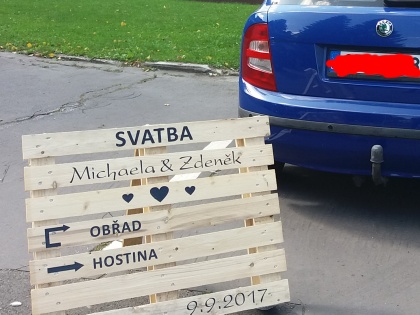 SVATBA
Michaela & Zdeněk
OBŘAD
HOSTINA
9.9.2017